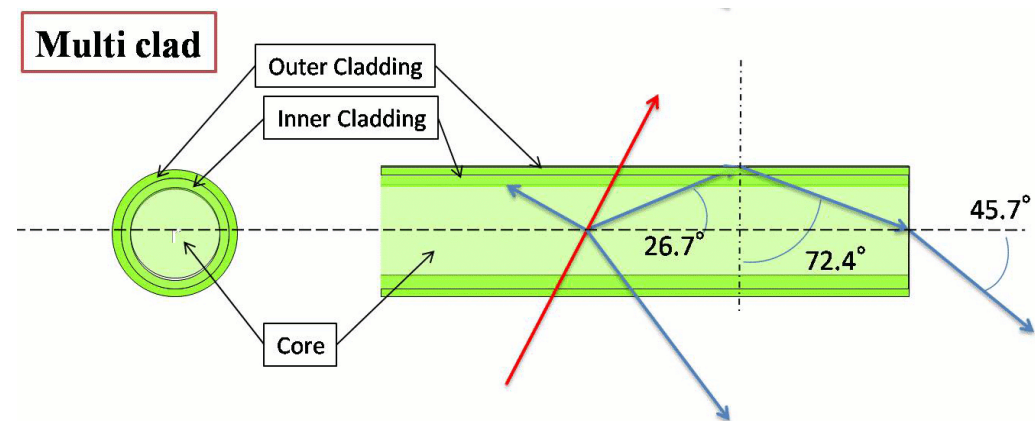 Multi clad
Outer Cladding
Inner Cladding
45.7°
26.7°
72.4°
Core